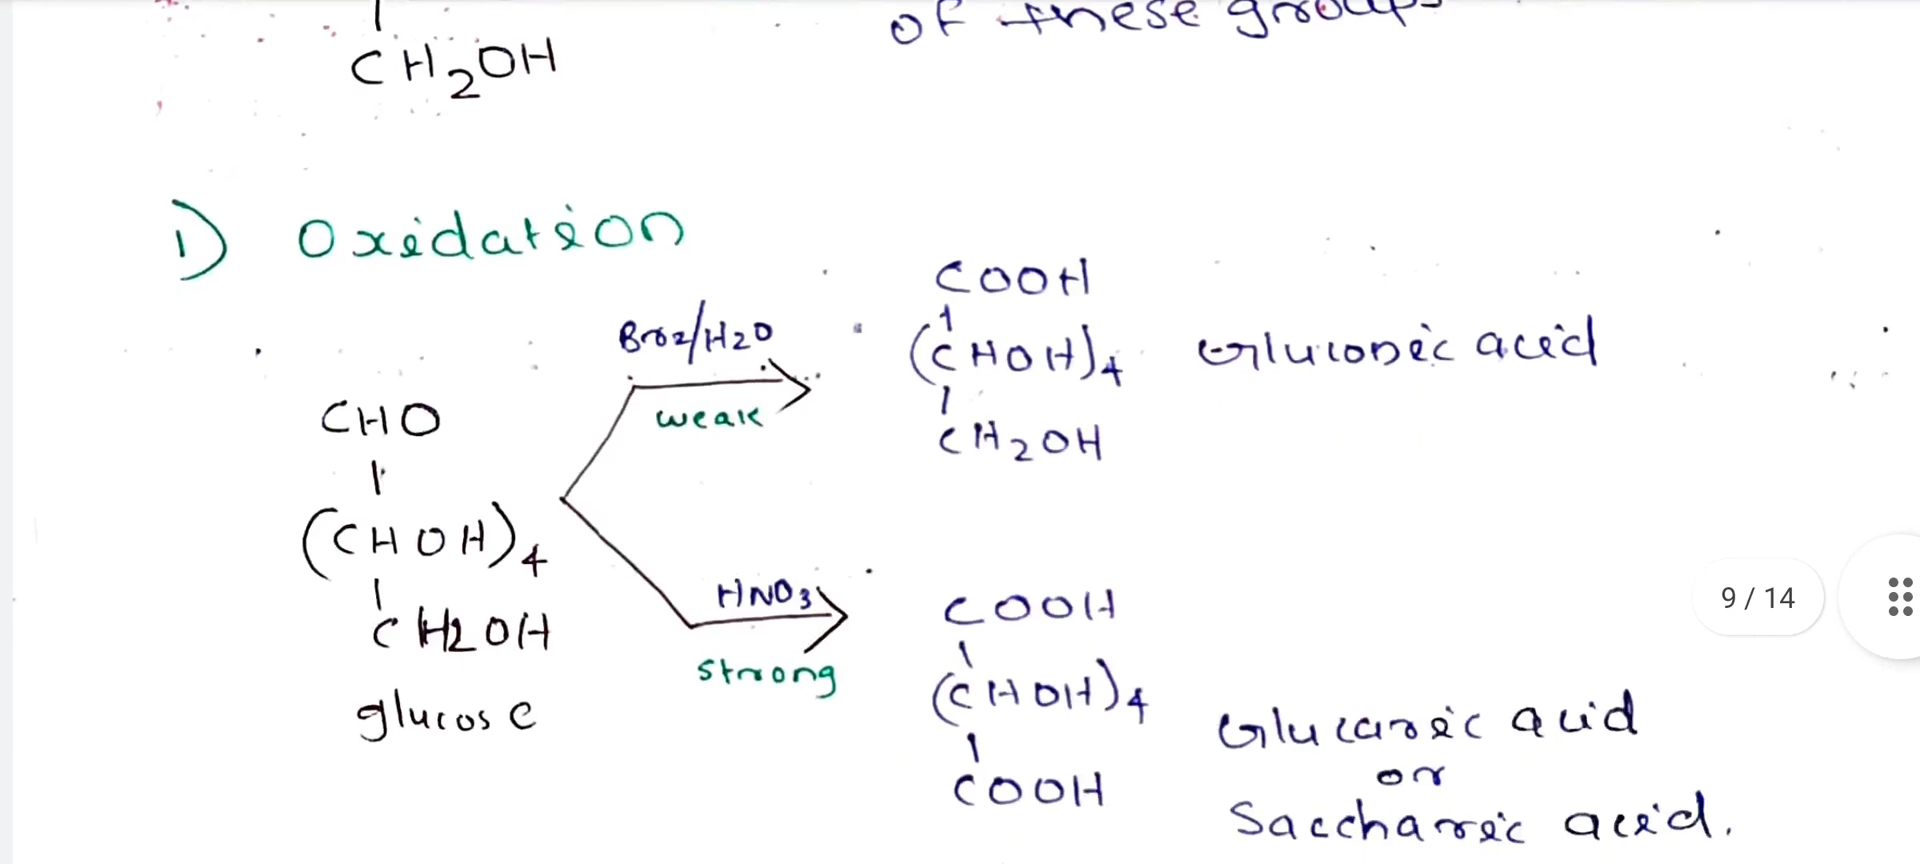 of these groups
CH2OH
1) Oxidation
Br2/H2O
weak
COOH
(CHOH)4
CH2OH
Gluconic acid
CHO
(CHOH)4
CH2OH
glucose
HNO3
strong
COOH
(CHOH)4
COOH
Glucaric acid
or
Saccharic acid.
9 / 14